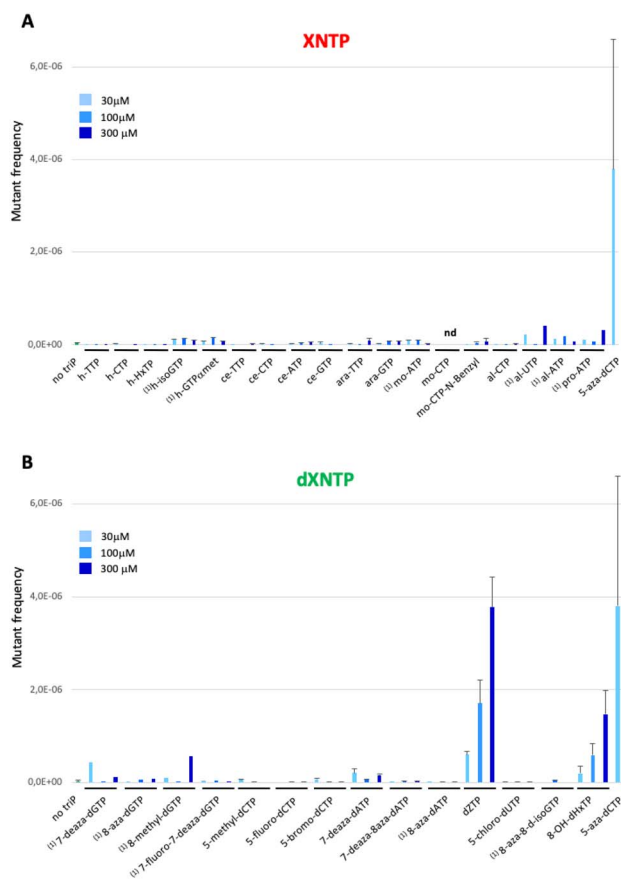 A
XNTP
6,0E-06
30µM
100µM
300 µM
4,0E-06
Mutant frequency
2,0E-06
nd
0,0E+00
no triP
h-TTP
h-CTP
h-HxTP
(1)h-isoGTP
(1)h-GTPαmet
ce-TTP
ce-CTP
ce-ATP
ce-GTP
ara-TTP
ara-GTP
(1)mo-ATP
mo-CTP
mo-CTP-N-Benzyl
al-CTP
(1)al-UTP
(1)al-ATP
(1)pro-ATP
5-aza-dCTP
B
dXNTP
6,0E-06
30µM
100µM
300 µM
4,0E-06
Mutant frequency
2,0E-06
0,0E+00
no triP
(1)7-deaza-dGTP
(1)8-aza-dGTP
(1)8-methyl-dGTP
(1)7-fluoro-7-deaza-dGTP
5-methyl-dCTP
5-fluoro-dCTP
5-bromo-dCTP
7-deaza-dATP
7-deaza-8aza-dATP
(1)8-aza-dATP
dZTP
5-chloro-dUTP
(1)8-aza-8-d-isoGTP
8-OH-dHxTP
5-aza-dCTP